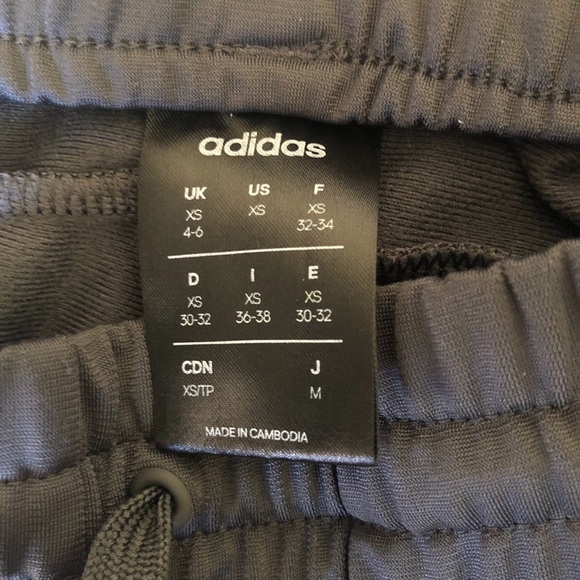 adidas
UK US F
XS XS XS
4-6 32-34
D I E
XS XS XS
30-32 36-38 30-32
CDN J
XS/TP M
MADE IN CAMBODIA